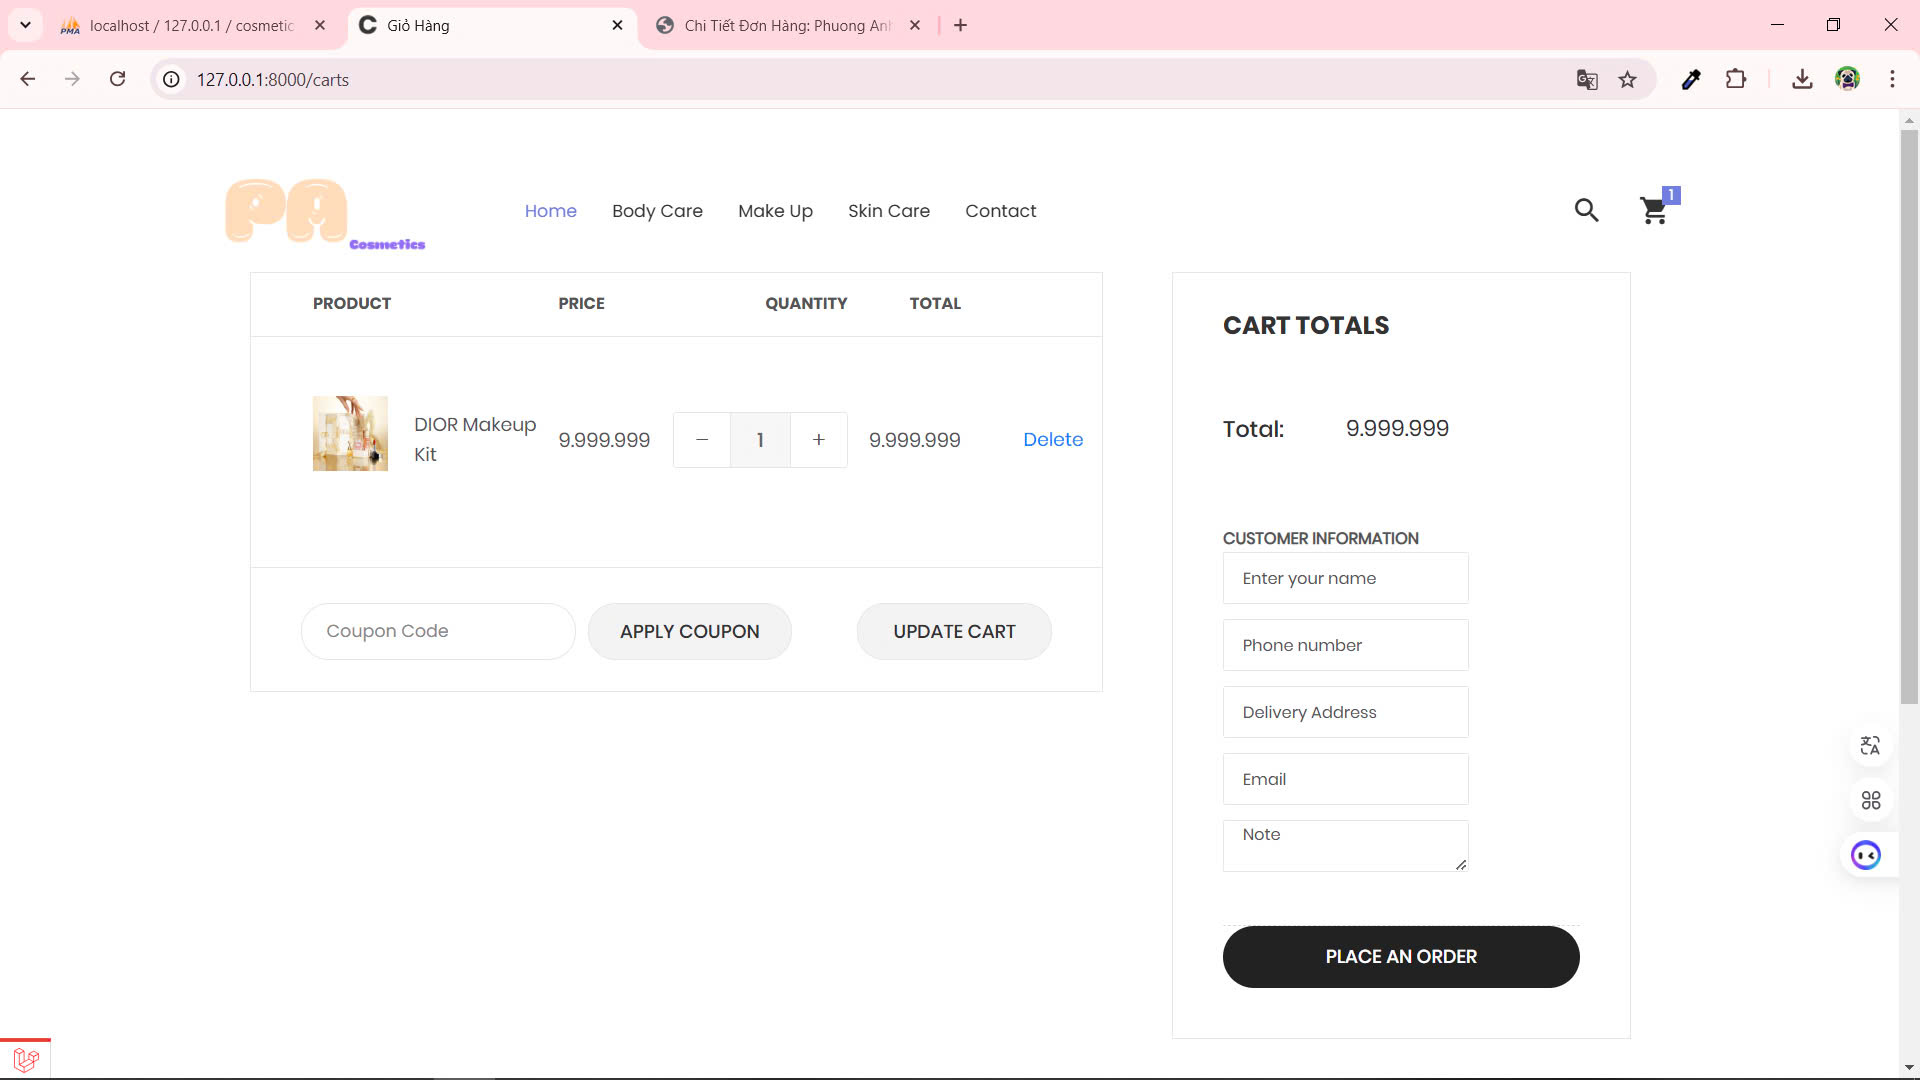 PMA localhost / 127.0.0.1 / cosmetic
Giỏ Hàng
Chi Tiết Đơn Hàng: Phuong Anh
127.0.0.1:8000/carts
PA Cosmetics
Home Body Care Make Up Skin Care Contact
1
PRODUCT PRICE QUANTITY TOTAL
DIOR Makeup
Kit
9.999.999 − 1 + 9.999.999 Delete
Coupon Code APPLY COUPON UPDATE CART
CART TOTALS
Total: 9.999.999
CUSTOMER INFORMATION
Enter your name
Phone number
Delivery Address
Email
Note
PLACE AN ORDER